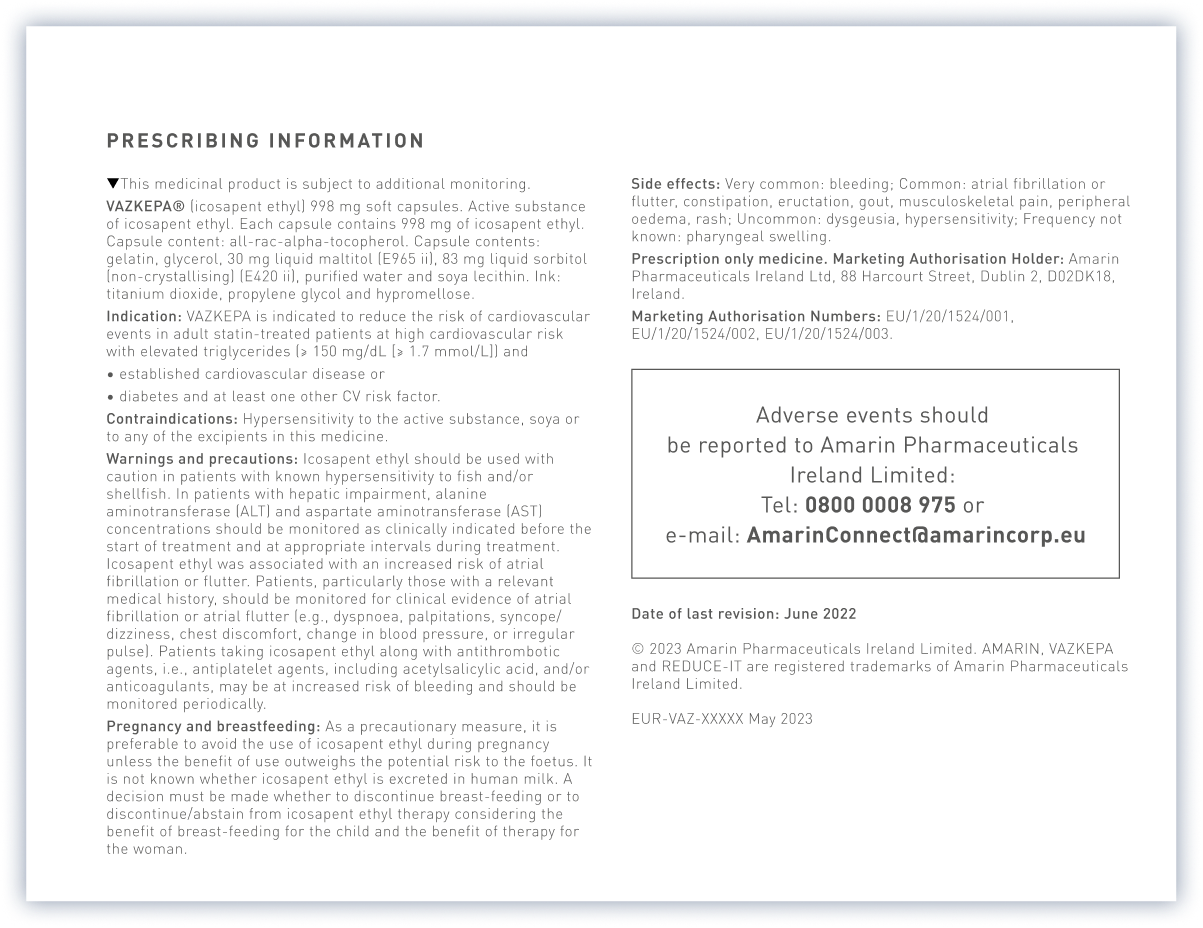 PRESCRIBING INFORMATION
▼This medicinal product is subject to additional monitoring.
VAZKEPA® (icosapent ethyl) 998 mg soft capsules. Active substance
of icosapent ethyl. Each capsule contains 998 mg of icosapent ethyl.
Capsule content: all-rac-alpha-tocopherol. Capsule contents:
gelatin, glycerol, 30 mg liquid maltitol (E965 ii), 83 mg liquid sorbitol
(non-crystallising) (E420 ii), purified water and soya lecithin. Ink:
titanium dioxide, propylene glycol and hypromellose.
Indication: VAZKEPA is indicated to reduce the risk of cardiovascular
events in adult statin-treated patients at high cardiovascular risk
with elevated triglycerides (≥ 150 mg/dL [≥ 1.7 mmol/L]) and
• established cardiovascular disease or
• diabetes and at least one other CV risk factor.
Contraindications: Hypersensitivity to the active substance, soya or
to any of the excipients in this medicine.
Warnings and precautions: Icosapent ethyl should be used with
caution in patients with known hypersensitivity to fish and/or
shellfish. In patients with hepatic impairment, alanine
aminotransferase (ALT) and aspartate aminotransferase (AST)
concentrations should be monitored as clinically indicated before the
start of treatment and at appropriate intervals during treatment.
Icosapent ethyl was associated with an increased risk of atrial
fibrillation or flutter. Patients, particularly those with a relevant
medical history, should be monitored for clinical evidence of atrial
fibrillation or atrial flutter (e.g., dyspnoea, palpitations, syncope/
dizziness, chest discomfort, change in blood pressure, or irregular
pulse). Patients taking icosapent ethyl along with antithrombotic
agents, i.e., antiplatelet agents, including acetylsalicylic acid, and/or
anticoagulants, may be at increased risk of bleeding and should be
monitored periodically.
Pregnancy and breastfeeding: As a precautionary measure, it is
preferable to avoid the use of icosapent ethyl during pregnancy
unless the benefit of use outweighs the potential risk to the foetus. It
is not known whether icosapent ethyl is excreted in human milk. A
decision must be made whether to discontinue breast-feeding or to
discontinue/abstain from icosapent ethyl therapy considering the
benefit of breast-feeding for the child and the benefit of therapy for
the woman.
Side effects: Very common: bleeding; Common: atrial fibrillation or
flutter, constipation, eructation, gout, musculoskeletal pain, peripheral
oedema, rash; Uncommon: dysgeusia, hypersensitivity; Frequency not
known: pharyngeal swelling.
Prescription only medicine. Marketing Authorisation Holder: Amarin
Pharmaceuticals Ireland Ltd, 88 Harcourt Street, Dublin 2, D02DK18,
Ireland.
Marketing Authorisation Numbers: EU/1/20/1524/001,
EU/1/20/1524/002, EU/1/20/1524/003.
Adverse events should
be reported to Amarin Pharmaceuticals
Ireland Limited:
Tel: 0800 0008 975 or
e-mail: AmarinConnect@amarincorp.eu
Date of last revision: June 2022
© 2023 Amarin Pharmaceuticals Ireland Limited. AMARIN, VAZKEPA
and REDUCE-IT are registered trademarks of Amarin Pharmaceuticals
Ireland Limited.
EUR-VAZ-XXXXX May 2023